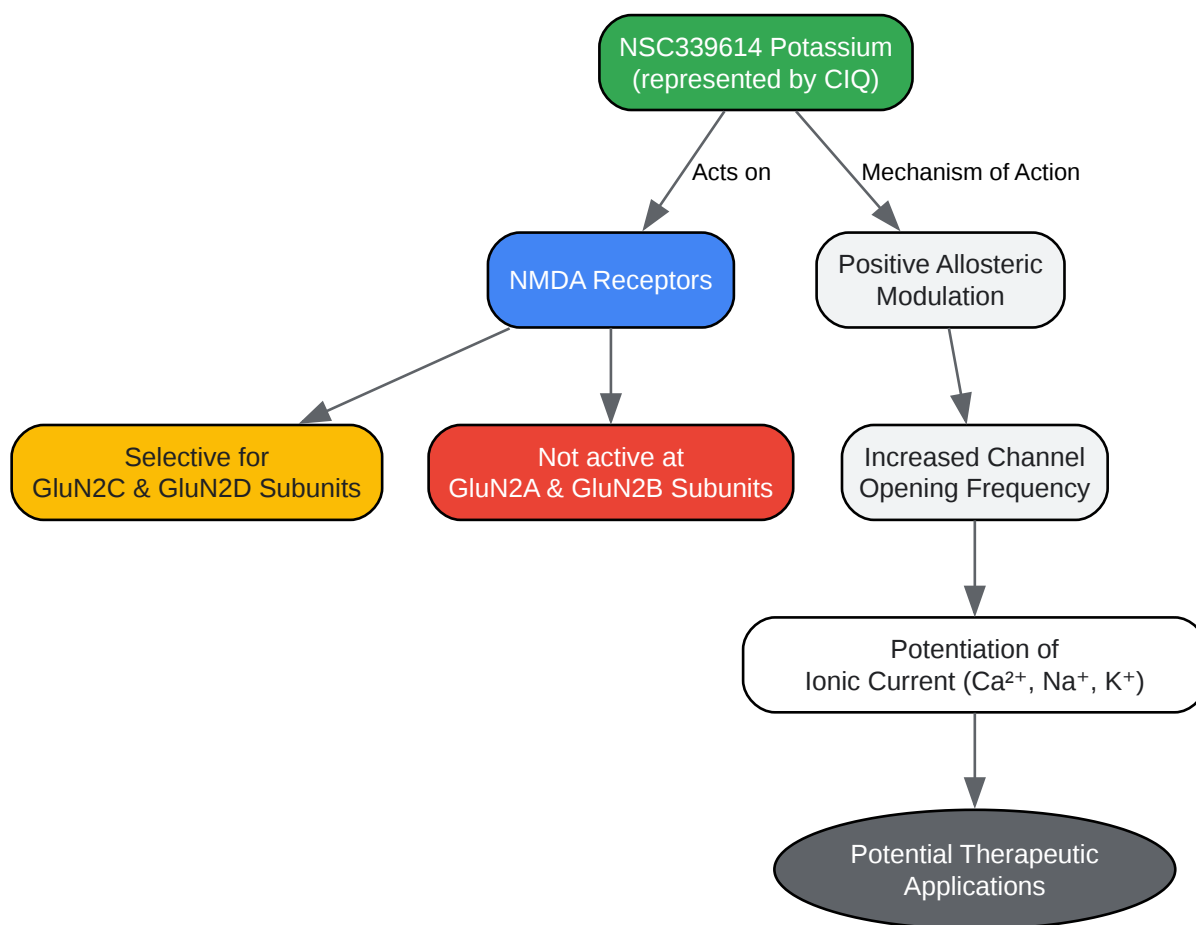 NSC339614 Potassium
(represented by CIQ)
Acts on
Mechanism of Action
NMDA Receptors
Positive Allosteric
Modulation
Selective for
GluN2C & GluN2D Subunits
Not active at
GluN2A & GluN2B Subunits
Increased Channel
Opening Frequency
Potentiation of
Ionic Current (Ca²⁺, Na⁺, K⁺)
Potential Therapeutic
Applications